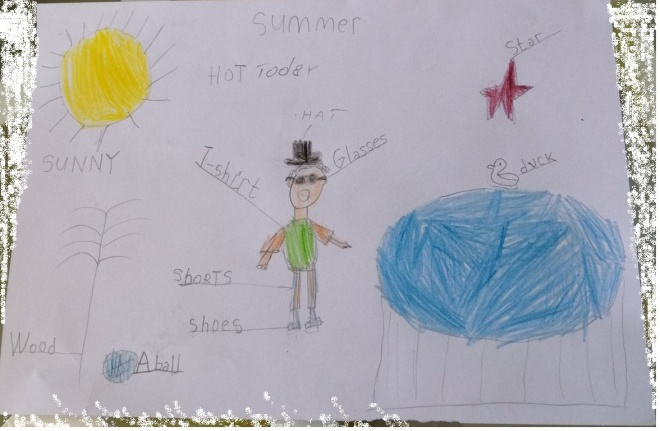 Summer
HOT Today
Star
HAT
Glasses
T-shirt
SUNNY
duck
shorts
shoes
Wood
A ball